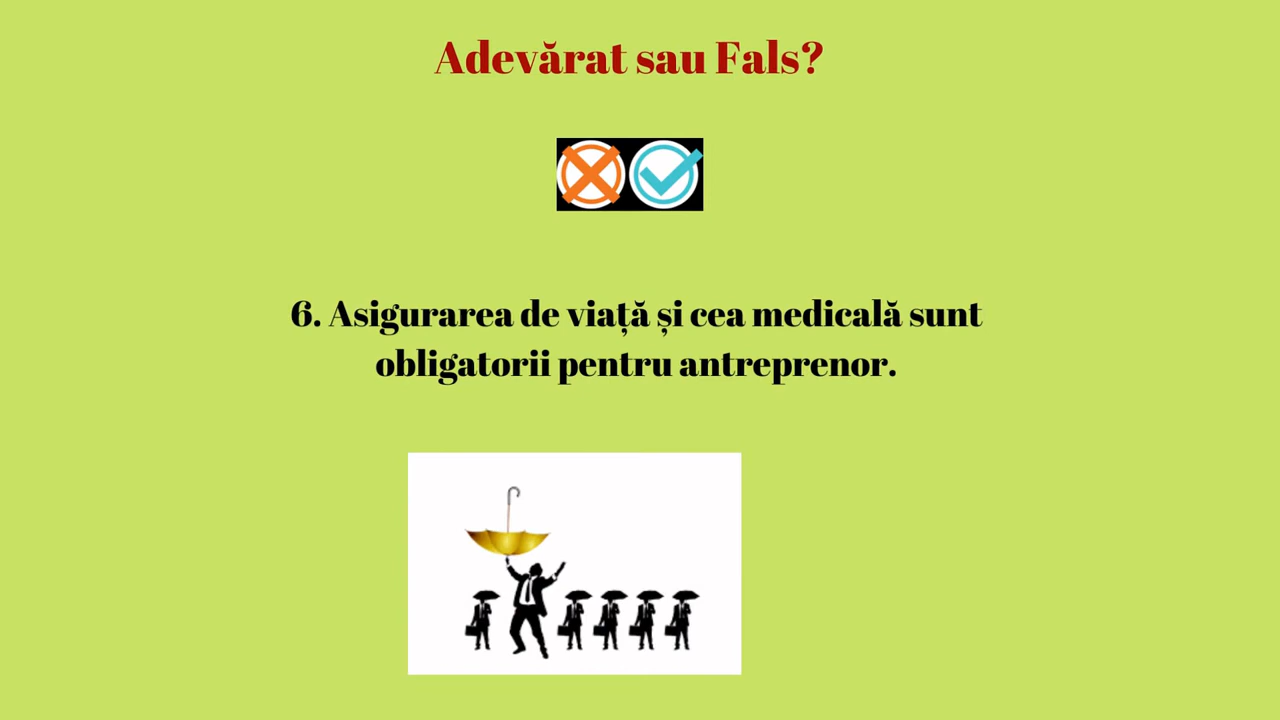 Adevărat sau Fals?
6. Asigurarea de viață și cea medicală sunt
obligatorii pentru antreprenor.